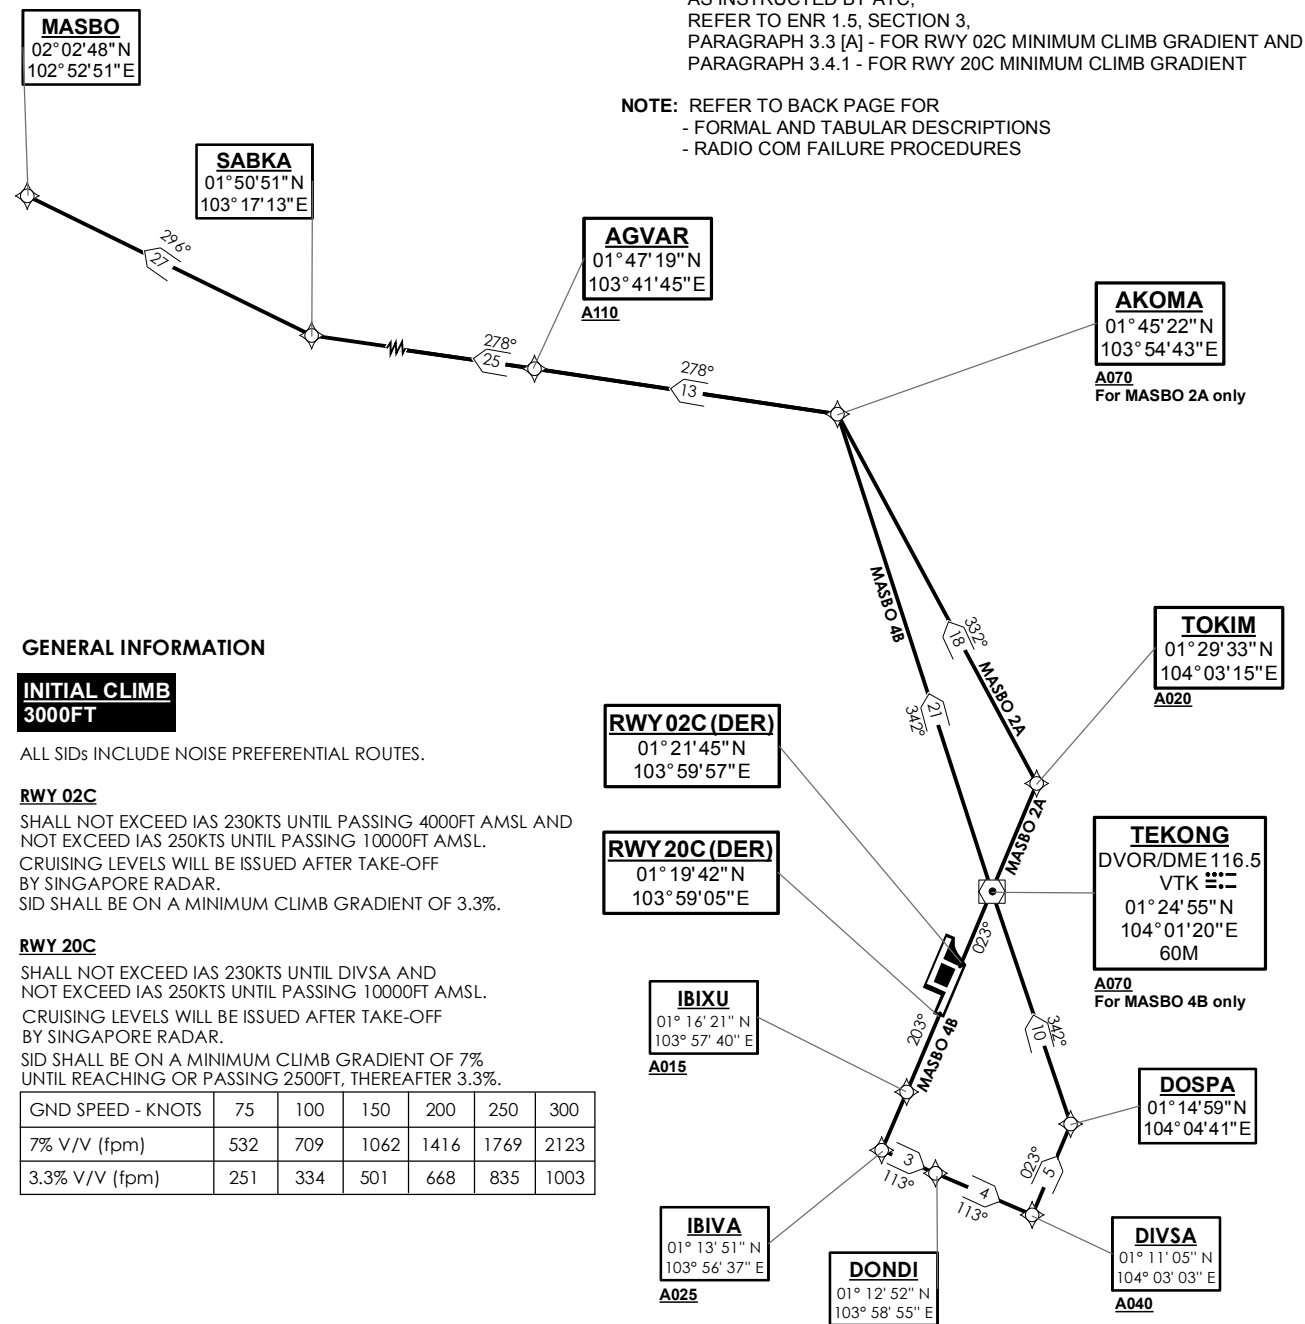 AS INSTRUCTED BY ATC,
REFER TO ENR 1.5, SECTION 3,
PARAGRAPH 3.3 [A] - FOR RWY 02C MINIMUM CLIMB GRADIENT AND
PARAGRAPH 3.4.1 - FOR RWY 20C MINIMUM CLIMB GRADIENT
NOTE: REFER TO BACK PAGE FOR
- FORMAL AND TABULAR DESCRIPTIONS
- RADIO COM FAILURE PROCEDURES
MASBO
02°02'48"N
102°52'51"E
SABKA
01°50'51"N
103°17'13"E
AGVAR
01°47'19"N
103°41'45"E
A110
AKOMA
01°45'22"N
103°54'43"E
A070
For MASBO 2A only
296°
27
278°
25
278°
13
MASBO 4B
342°
21
332°
18
MASBO 2A
TOKIM
01°29'33"N
104°03'15"E
A020
GENERAL INFORMATION
INITIAL CLIMB
3000FT
ALL SIDs INCLUDE NOISE PREFERENTIAL ROUTES.
RWY 02C
SHALL NOT EXCEED IAS 230KTS UNTIL PASSING 4000FT AMSL AND
NOT EXCEED IAS 250KTS UNTIL PASSING 10000FT AMSL.
CRUISING LEVELS WILL BE ISSUED AFTER TAKE-OFF
BY SINGAPORE RADAR.
SID SHALL BE ON A MINIMUM CLIMB GRADIENT OF 3.3%.
RWY 20C
SHALL NOT EXCEED IAS 230KTS UNTIL DIVSA AND
NOT EXCEED IAS 250KTS UNTIL PASSING 10000FT AMSL.
CRUISING LEVELS WILL BE ISSUED AFTER TAKE-OFF
BY SINGAPORE RADAR.
SID SHALL BE ON A MINIMUM CLIMB GRADIENT OF 7%
UNTIL REACHING OR PASSING 2500FT, THEREAFTER 3.3%.
GND SPEED - KNOTS 75 100 150 200 250 300
7% V/V (fpm) 532 709 1062 1416 1769 2123
3.3% V/V (fpm) 251 334 501 668 835 1003
RWY 02C (DER)
01°21'45"N
103°59'57"E
RWY 20C (DER)
01°19'42"N
103°59'05"E
MASBO 2A
TEKONG
DVOR/DME 116.5
VTK
01°24'55"N
104°01'20"E
60M
A070
For MASBO 4B only
023°
203°
MASBO 4B
IBIXU
01° 16' 21" N
103° 57' 40" E
A015
342°
10
DOSPA
01°14'59"N
104°04'41"E
023°
5
3
113°
4
113°
IBIVA
01° 13' 51" N
103° 56' 37" E
A025
DONDI
01° 12' 52" N
103° 58' 55" E
DIVSA
01° 11' 05" N
104° 03' 03" E
A040